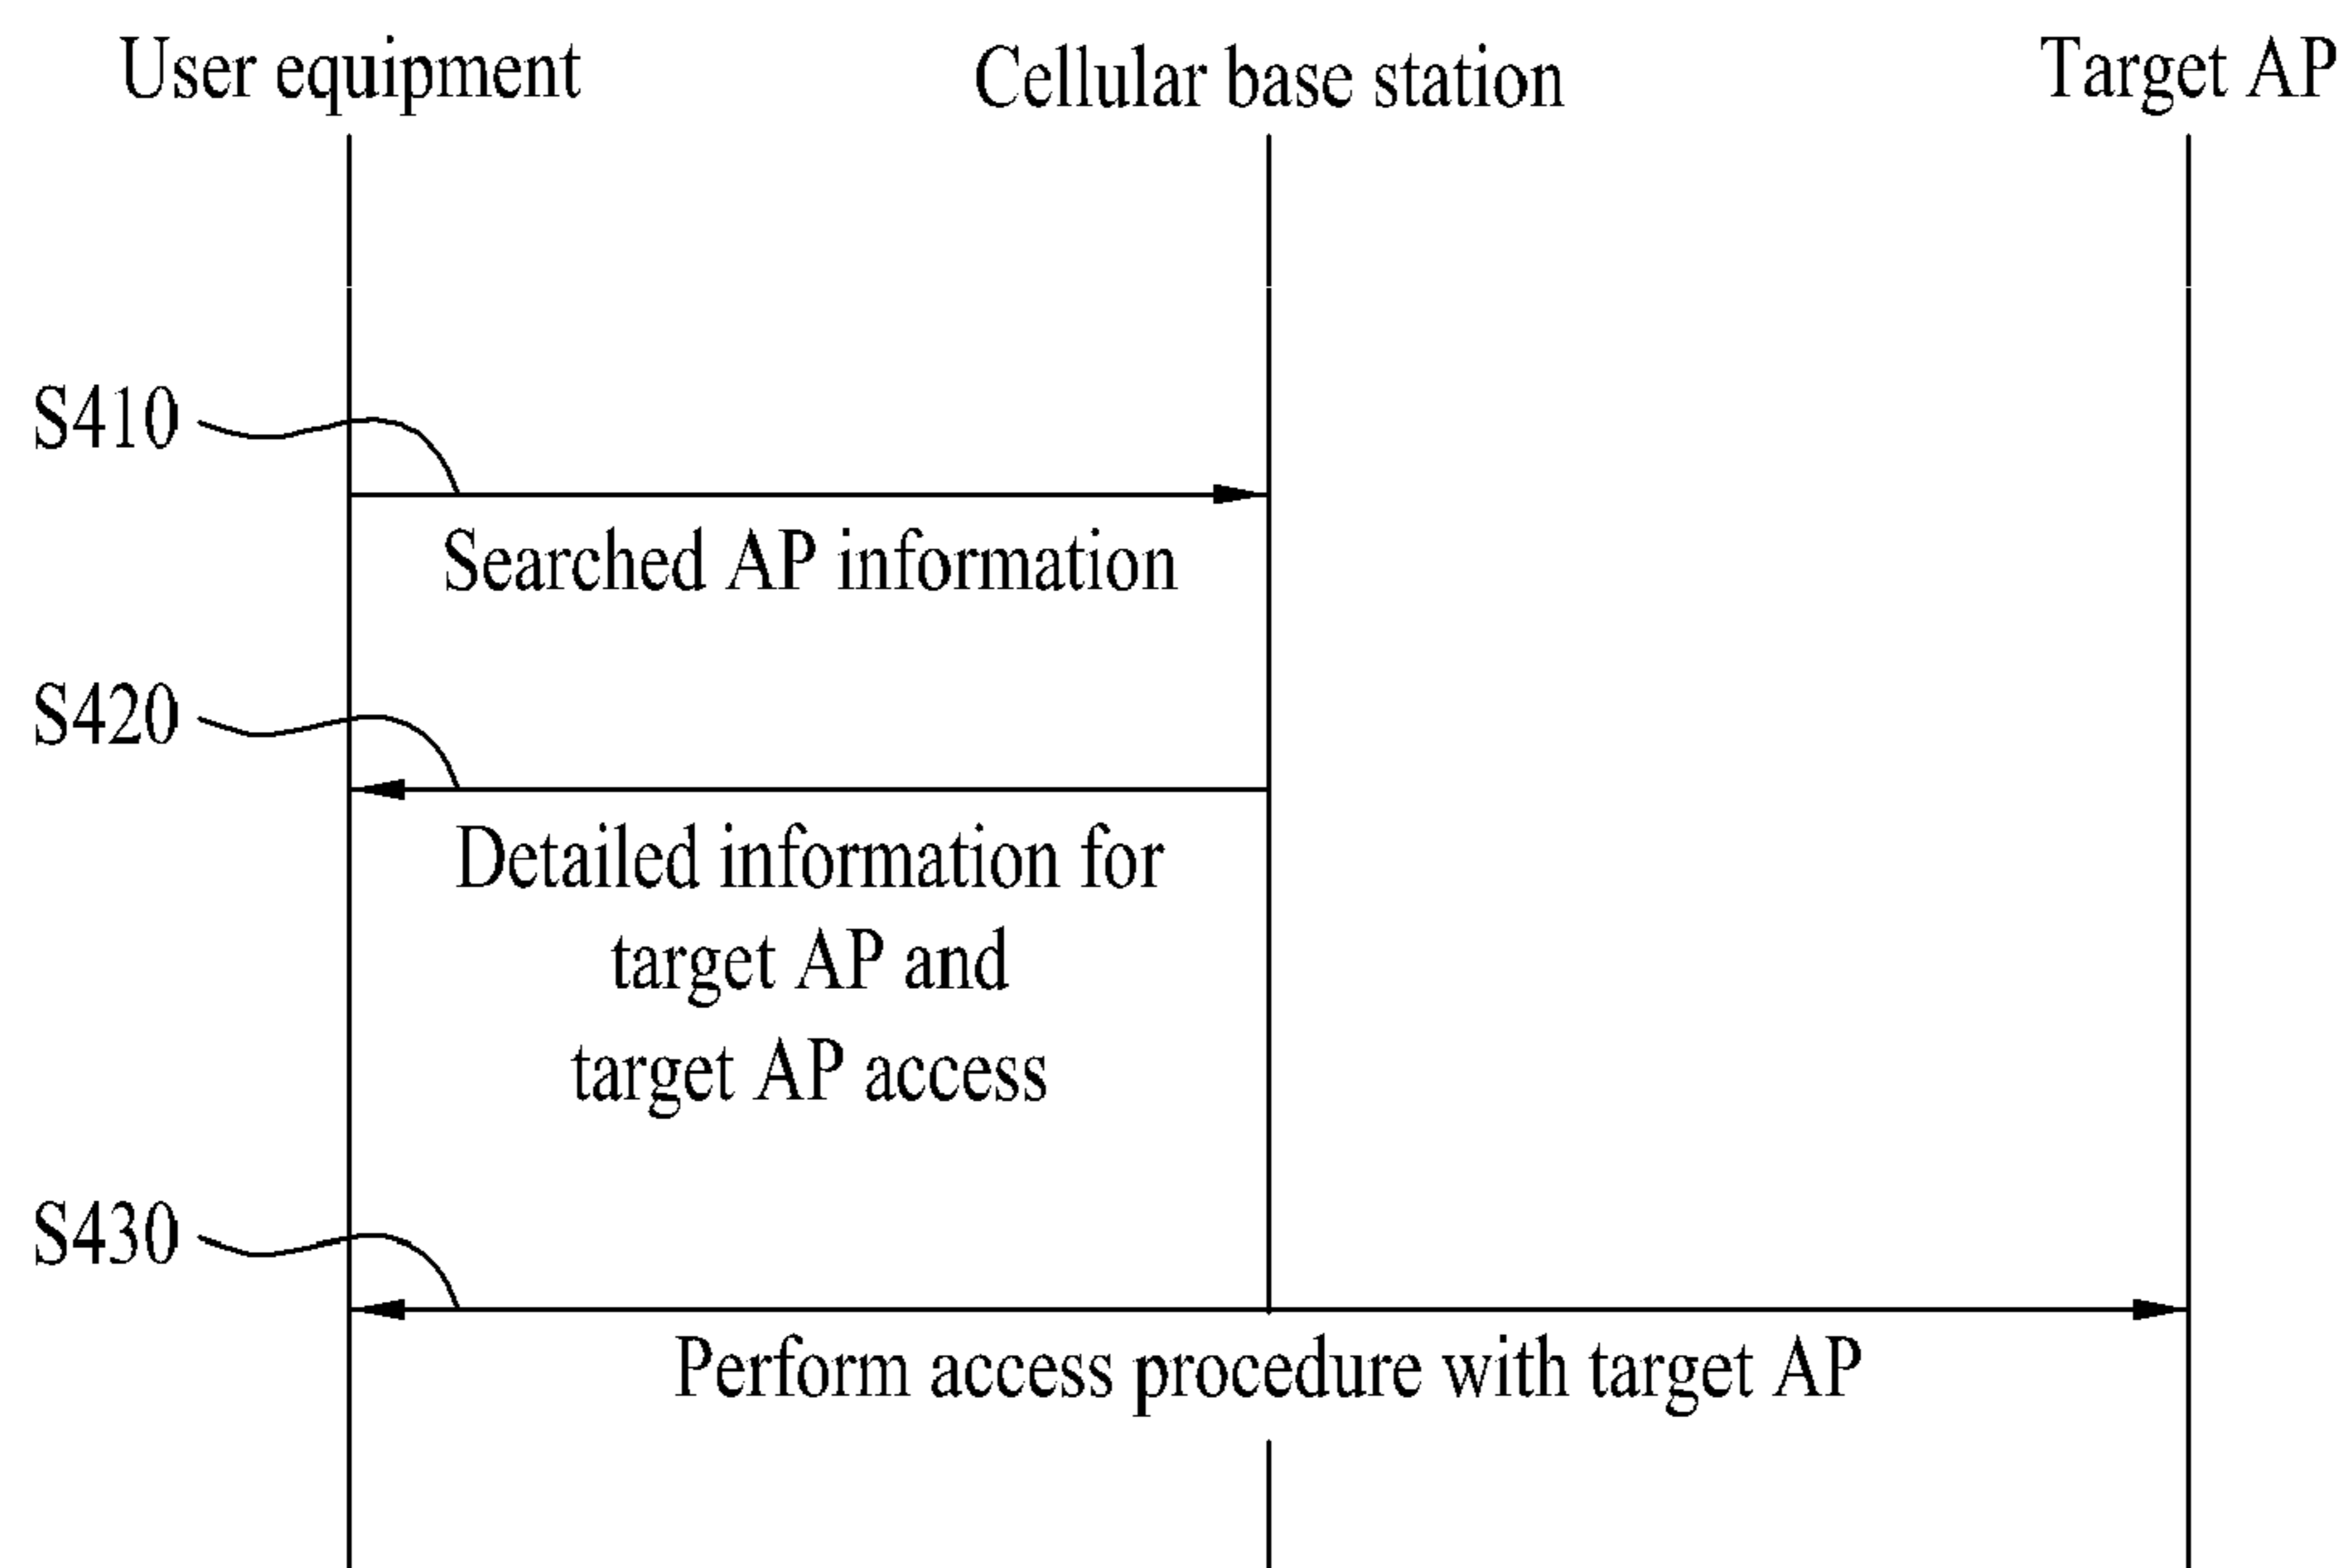 User equipment
Cellular base station
Target AP
S410
Searched AP information
S420
Detailed information for
target AP and
target AP access
S430
Perform access procedure with target AP